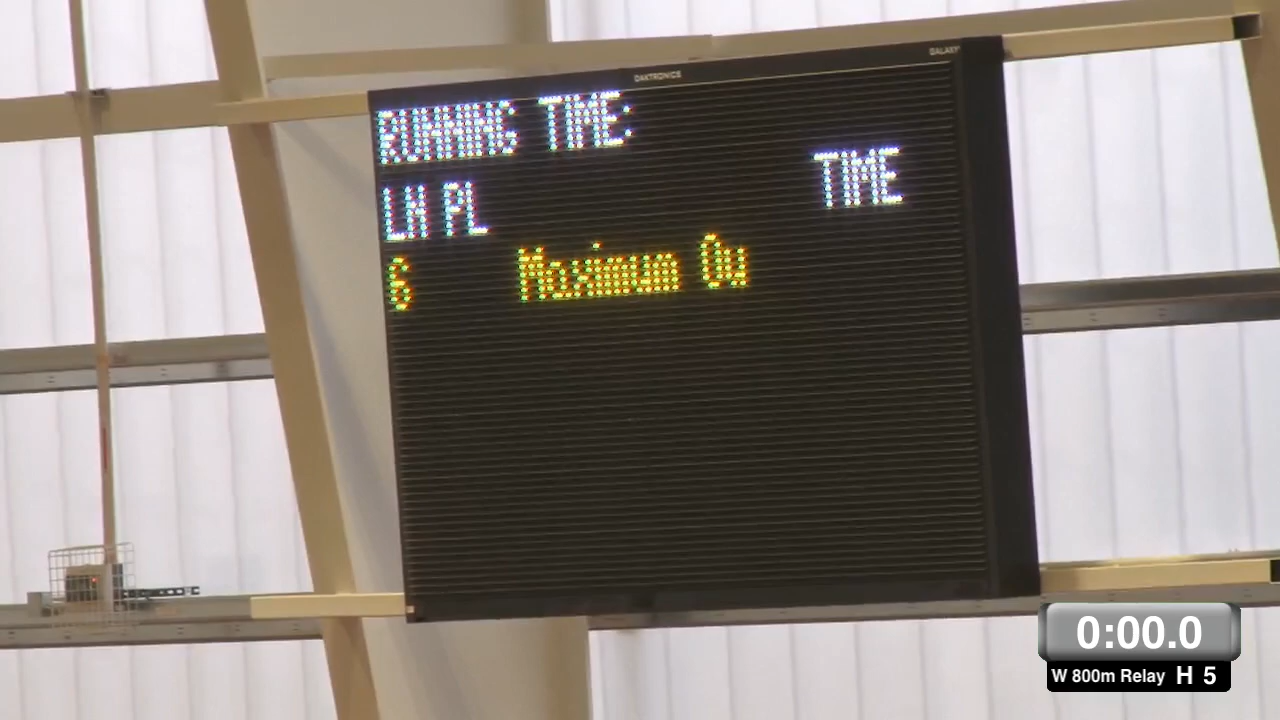 DAKTRONICS
GALAXY
RUNNING TIME:
LN PL TIME
6 Maximum Ou
0:00.0
W 800m Relay H 5